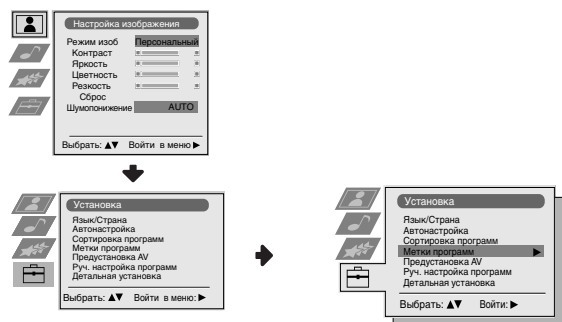 Настройка изображения
Режим изоб Персональный
Контраст
Яркость
Цветность
Резкость
Сброс
Шумопонижение AUTO
Выбрать: ▲▼ Войти в меню ▶
Установка
Язык/Страна
Автонастройка
Сортировка программ
Метки программ
Предустановка AV
Руч. настройка программ
Детальная установка
Выбрать: ▲▼ Войти в меню: ▶
Установка
Язык/Страна
Автонастройка
Сортировка программ
Метки программ ▶
Предустановка AV
Руч. настройка программ
Детальная установка
Выбрать: ▲▼ Войти: ▶